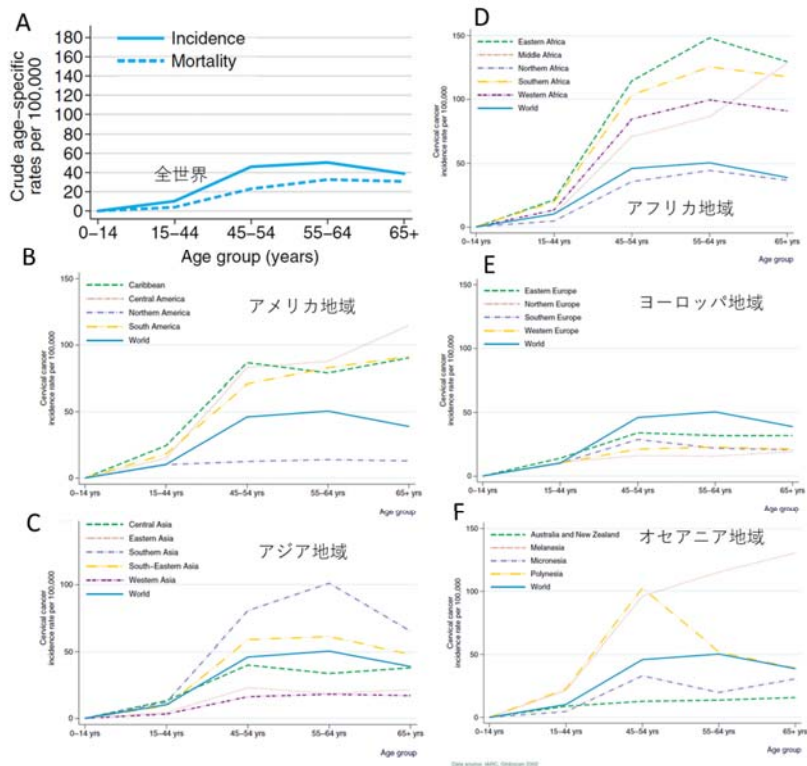 A
Incidence
Mortality
Crude age–specific
rates per 100,000
180
160
140
120
100
80
60
40
20
0
全世界
0–14
15–44
45–54
55–64
65+
Age group (years)
B
Cervical cancer
incidence rate per 100,000
150
100
50
0
Caribbean
Central America
Northern America
South America
World
アメリカ地域
0–14 yrs
15–44 yrs
45–54 yrs
55–64 yrs
65+ yrs
Age group
C
Cervical cancer
incidence rate per 100,000
150
100
50
0
Central Asia
Eastern Asia
Southern Asia
South–Eastern Asia
Western Asia
World
アジア地域
0–14 yrs
15–44 yrs
45–54 yrs
55–64 yrs
65+ yrs
Age group
D
Cervical cancer
incidence rate per 100,000
150
100
50
0
Eastern Africa
Middle Africa
Northern Africa
Southern Africa
Western Africa
World
アフリカ地域
0–14 yrs
15–44 yrs
45–54 yrs
55–64 yrs
65+ yrs
Age group
E
Cervical cancer
incidence rate per 100,000
150
100
50
0
Eastern Europe
Northern Europe
Southern Europe
Western Europe
World
ヨーロッパ地域
0–14 yrs
15–44 yrs
45–54 yrs
55–64 yrs
65+ yrs
Age group
F
Cervical cancer
incidence rate per 100,000
150
100
50
0
Australia and New Zealand
Melanesia
Micronesia
Polynesia
World
オセアニア地域
0–14 yrs
15–44 yrs
45–54 yrs
55–64 yrs
65+ yrs
Age group
Data source: IARC,